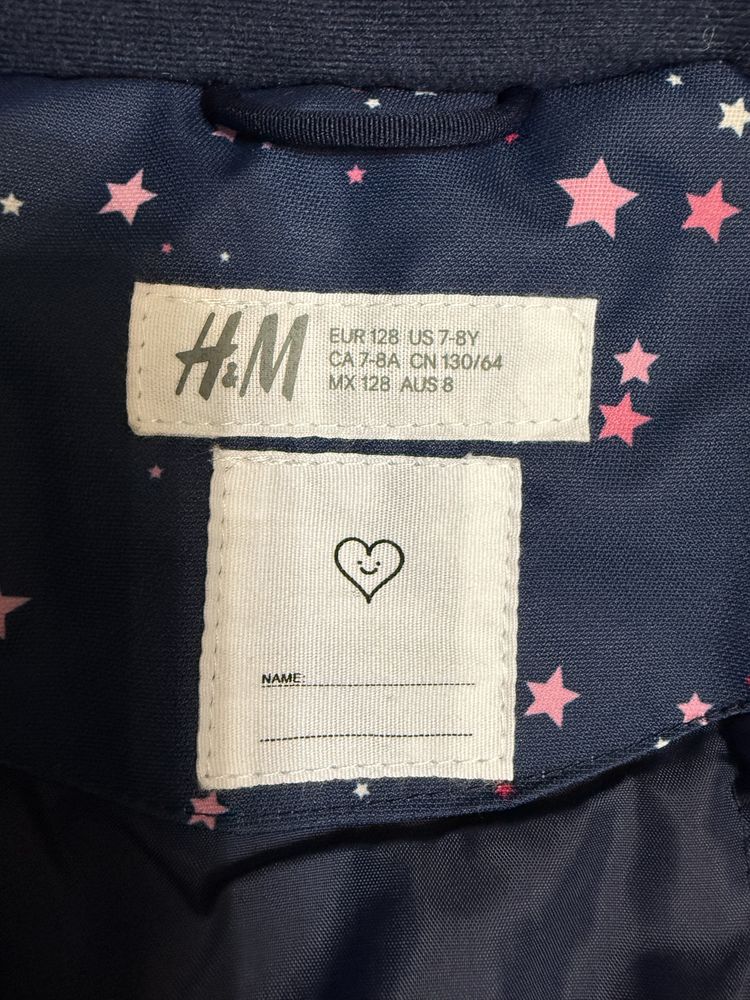 H&M
EUR 128 US 7-8Y
CA 7-8A CN 130/64
MX 128 AUS 8
NAME: